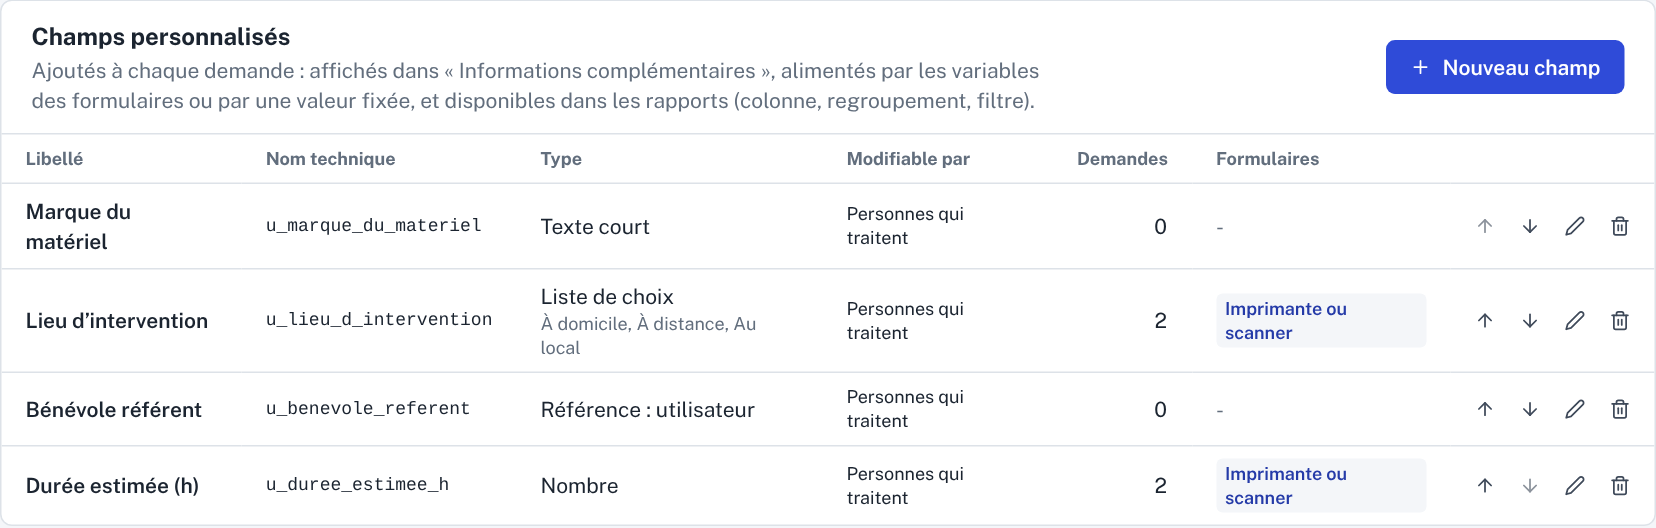 Champs personnalisés
Ajoutés à chaque demande : affichés dans « Informations complémentaires », alimentés par les variables
des formulaires ou par une valeur fixée, et disponibles dans les rapports (colonne, regroupement, filtre).
+ Nouveau champ
Libellé Nom technique Type Modifiable par Demandes Formulaires
Marque du
matériel
u_marque_du_materiel
Texte court
Personnes qui
traitent
0
-
Lieu d’intervention
u_lieu_d_intervention
Liste de choix
À domicile, À distance, Au
local
Personnes qui
traitent
2
Imprimante ou
scanner
Bénévole référent
u_benevole_referent
Référence : utilisateur
Personnes qui
traitent
0
-
Durée estimée (h)
u_duree_estimee_h
Nombre
Personnes qui
traitent
2
Imprimante ou
scanner